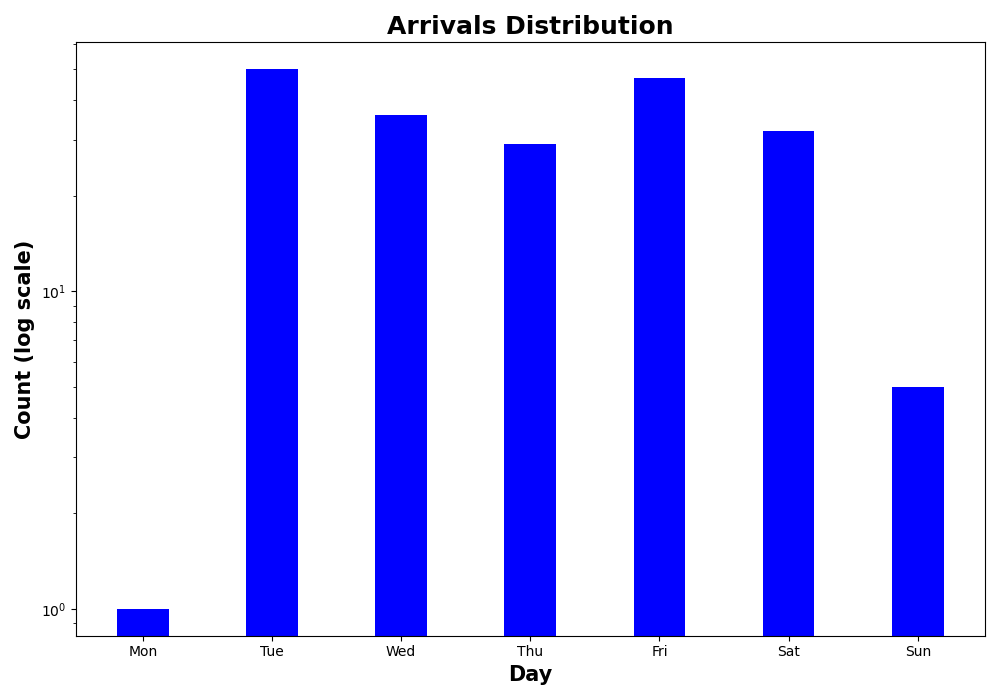 Arrivals Distribution
Count (log scale)
10¹
10⁰
Mon Tue Wed Thu Fri Sat Sun
Day